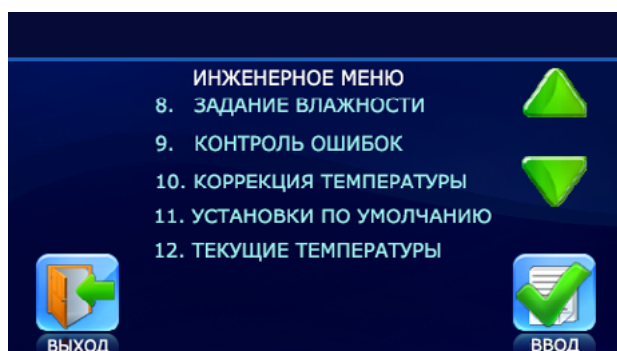 ИНЖЕНЕРНОЕ МЕНЮ
8. ЗАДАНИЕ ВЛАЖНОСТИ
9. КОНТРОЛЬ ОШИБОК
10. КОРРЕКЦИЯ ТЕМПЕРАТУРЫ
11. УСТАНОВКИ ПО УМОЛЧАНИЮ
12. ТЕКУЩИЕ ТЕМПЕРАТУРЫ
ВЫХОД
ВВОД